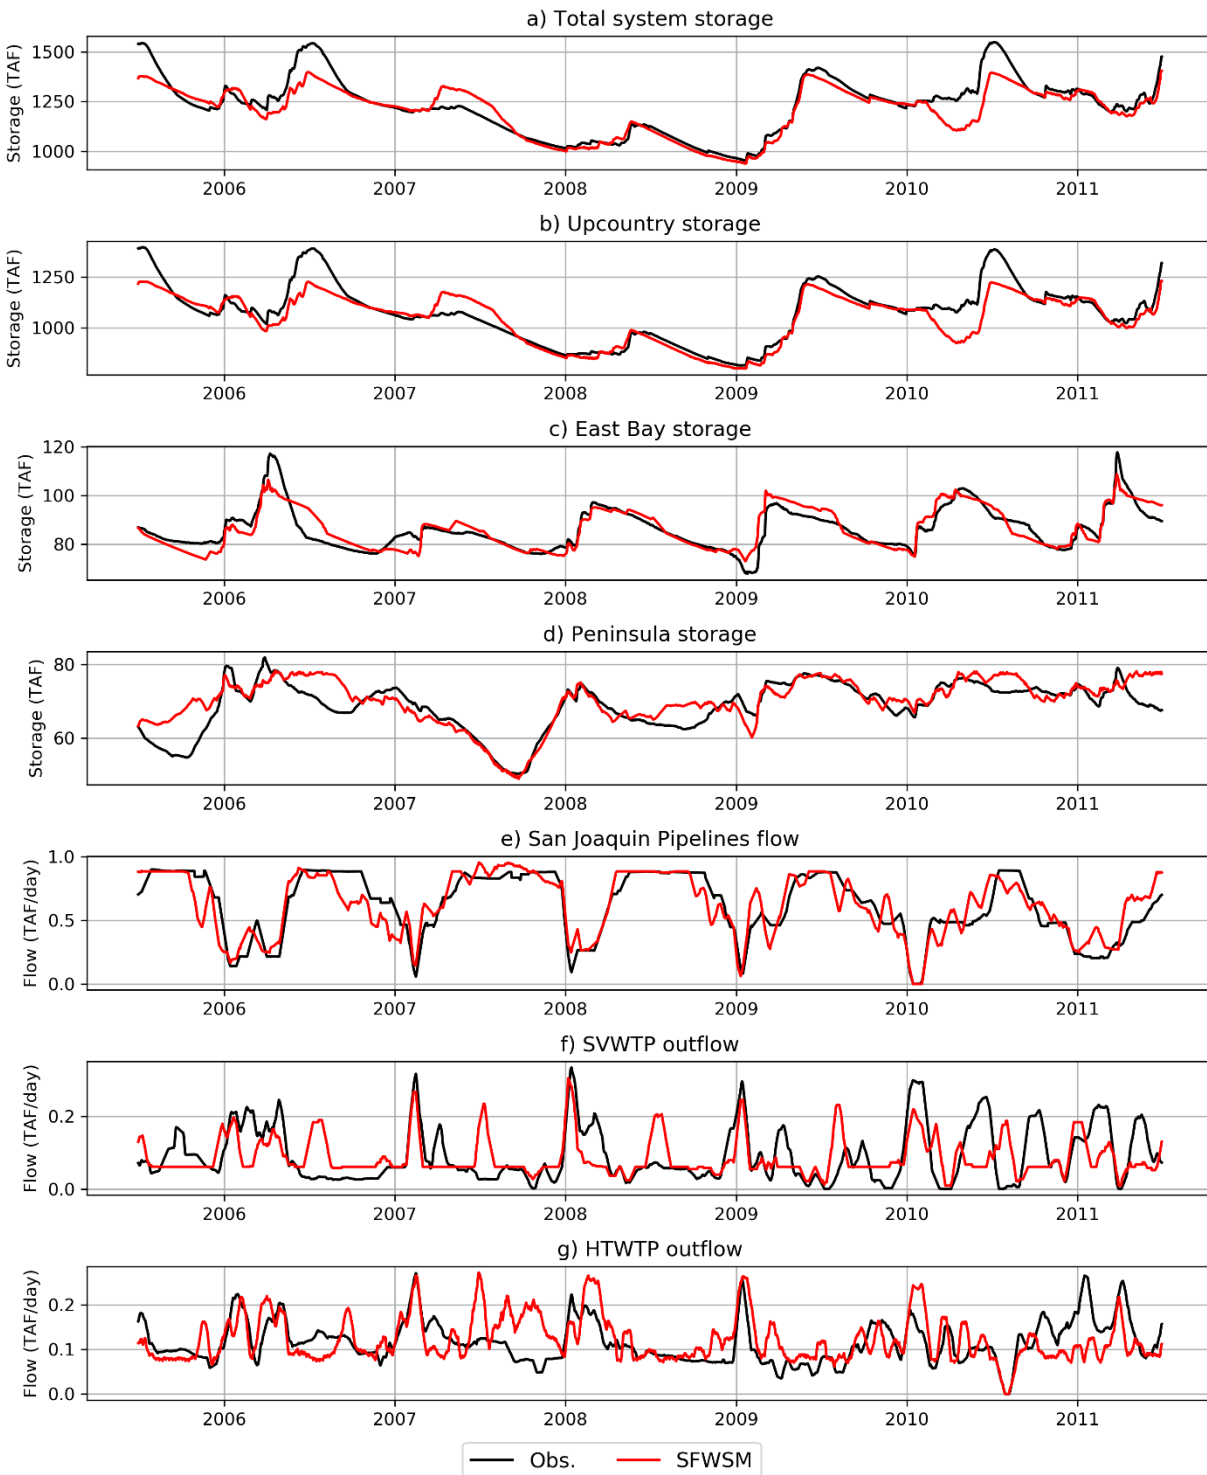 a) Total system storage
Storage (TAF)
1500
1250
1000
2006 2007 2008 2009 2010 2011
b) Upcountry storage
Storage (TAF)
1250
1000
2006 2007 2008 2009 2010 2011
c) East Bay storage
Storage (TAF)
120
100
80
2006 2007 2008 2009 2010 2011
d) Peninsula storage
Storage (TAF)
80
60
2006 2007 2008 2009 2010 2011
e) San Joaquin Pipelines flow
Flow (TAF/day)
1.0
0.5
0.0
2006 2007 2008 2009 2010 2011
f) SVWTP outflow
Flow (TAF/day)
0.2
0.0
2006 2007 2008 2009 2010 2011
g) HTWTP outflow
Flow (TAF/day)
0.2
0.1
0.0
2006 2007 2008 2009 2010 2011
Obs. SFWSM